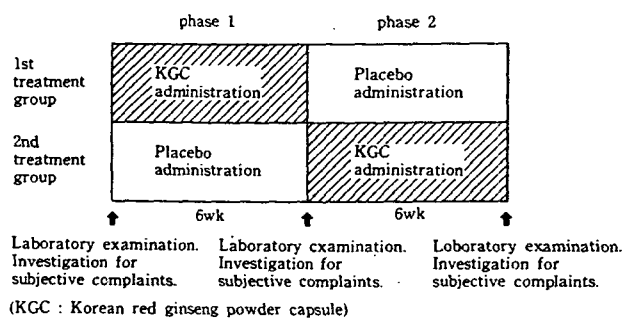 phase 1 phase 2
1st
treatment
group
KGC
administration
Placebo
administration
2nd
treatment
group
Placebo
administration
KGC
administration
6wk 6wk
Laboratory examination. Laboratory cxamination. Loboratory examination.
Investigation for Investigation for Investigation for
subjective complaints. subjective complaints. subjective complaints.
(KGC : Korean red ginseng powder capsule)